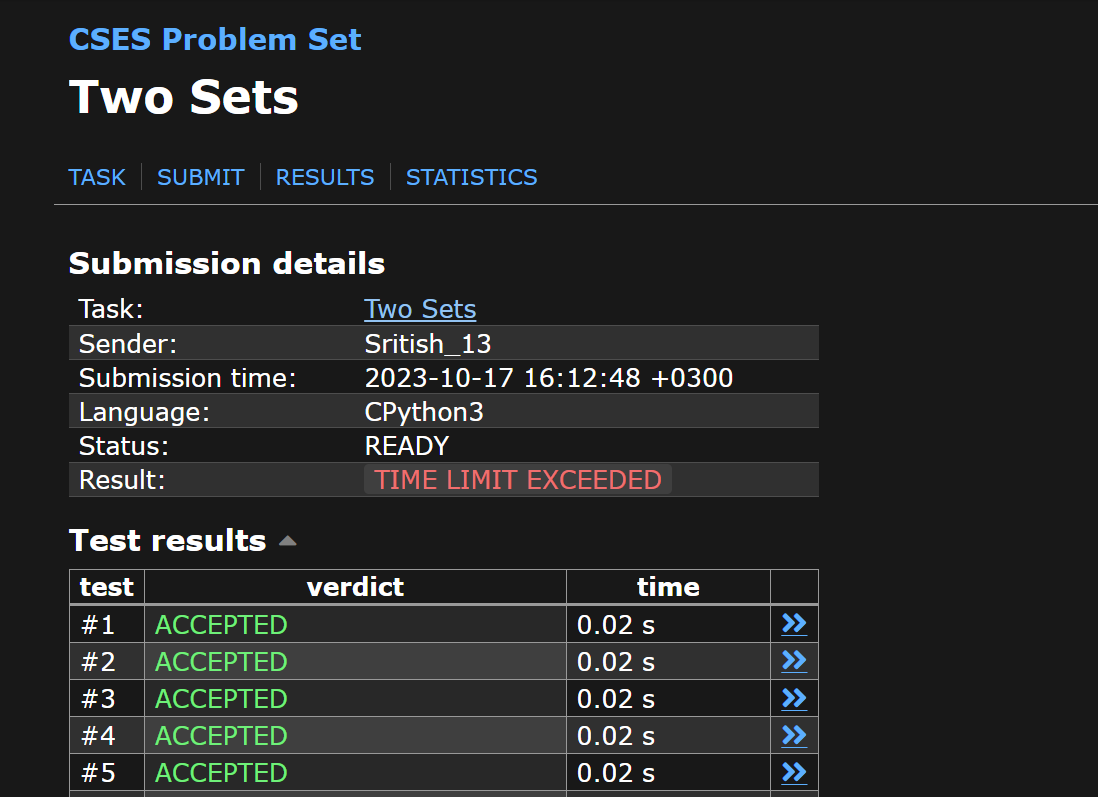 CSES Problem Set
Two Sets
TASK SUBMIT RESULTS STATISTICS
Submission details
Task: Two Sets
Sender: Sritish_13
Submission time: 2023-10-17 16:12:48 +0300
Language: CPython3
Status: READY
Result: TIME LIMIT EXCEEDED
Test results
test verdict time
#1 ACCEPTED 0.02 s »
#2 ACCEPTED 0.02 s »
#3 ACCEPTED 0.02 s »
#4 ACCEPTED 0.02 s »
#5 ACCEPTED 0.02 s »